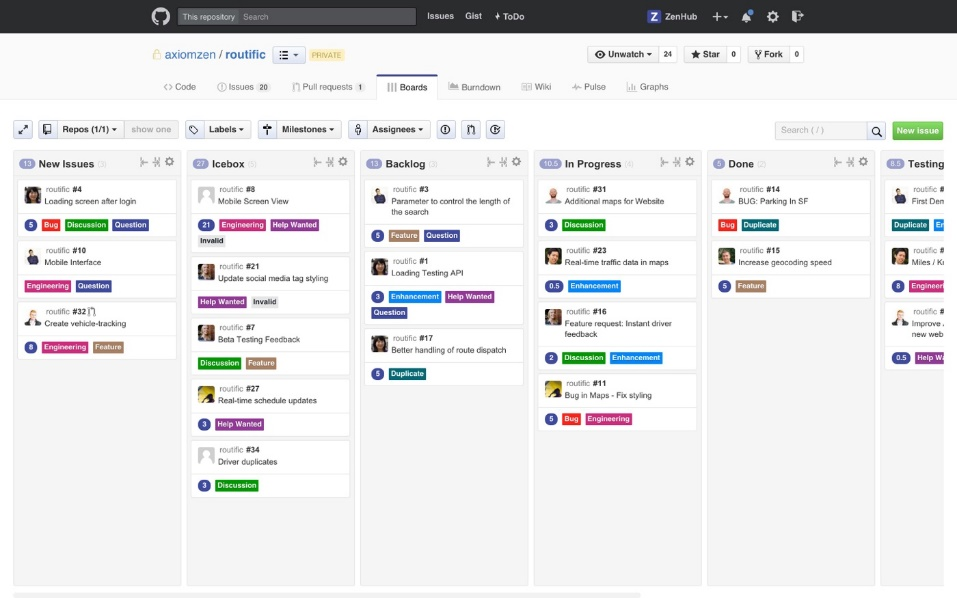 This repository Search Issues Gist ToDo ZenHub
axiomzen / routific PRIVATE Unwatch 24 Star 0 Fork 0
Code Issues 20 Pull requests 1 Boards Burndown Wiki Pulse Graphs
Repos (1/1) show one Labels Milestones Assignees Search ( / ) New issue
13 New Issues (3)
routific #4
Loading screen after login
5 Bug Discussion Question
routific #10
Mobile Interface
Engineering Question
routific #32
Create vehicle-tracking
8 Engineering Feature
27 Icebox (5)
routific #8
Mobile Screen View
21 Engineering Help Wanted
Invalid
routific #21
Update social media tag styling
Help Wanted Invalid
routific #7
Beta Testing Feedback
Discussion Feature
routific #27
Real-time schedule updates
3 Help Wanted
routific #34
Driver duplicates
3 Discussion
13 Backlog (3)
routific #3
Parameter to control the length of
the search
5 Feature Question
routific #1
Loading Testing API
3 Enhancement Help Wanted
Question
routific #17
Better handling of route dispatch
5 Duplicate
10.5 In Progress (4)
routific #31
Additional maps for Website
3 Discussion
routific #23
Real-time traffic data in maps
0.5 Enhancement
routific #16
Feature request: Instant driver
feedback
2 Discussion Enhancement
routific #11
Bug in Maps - Fix styling
5 Bug Engineering
5 Done (2)
routific #14
BUG: Parking In SF
Bug Duplicate
routific #15
Increase geocoding speed
5 Feature
8.5 Testing
routific #
First Dem
Duplicate En
routific #
Miles / K
8 Engineeri
routific #
Improve
new web
0.5 Help Wa